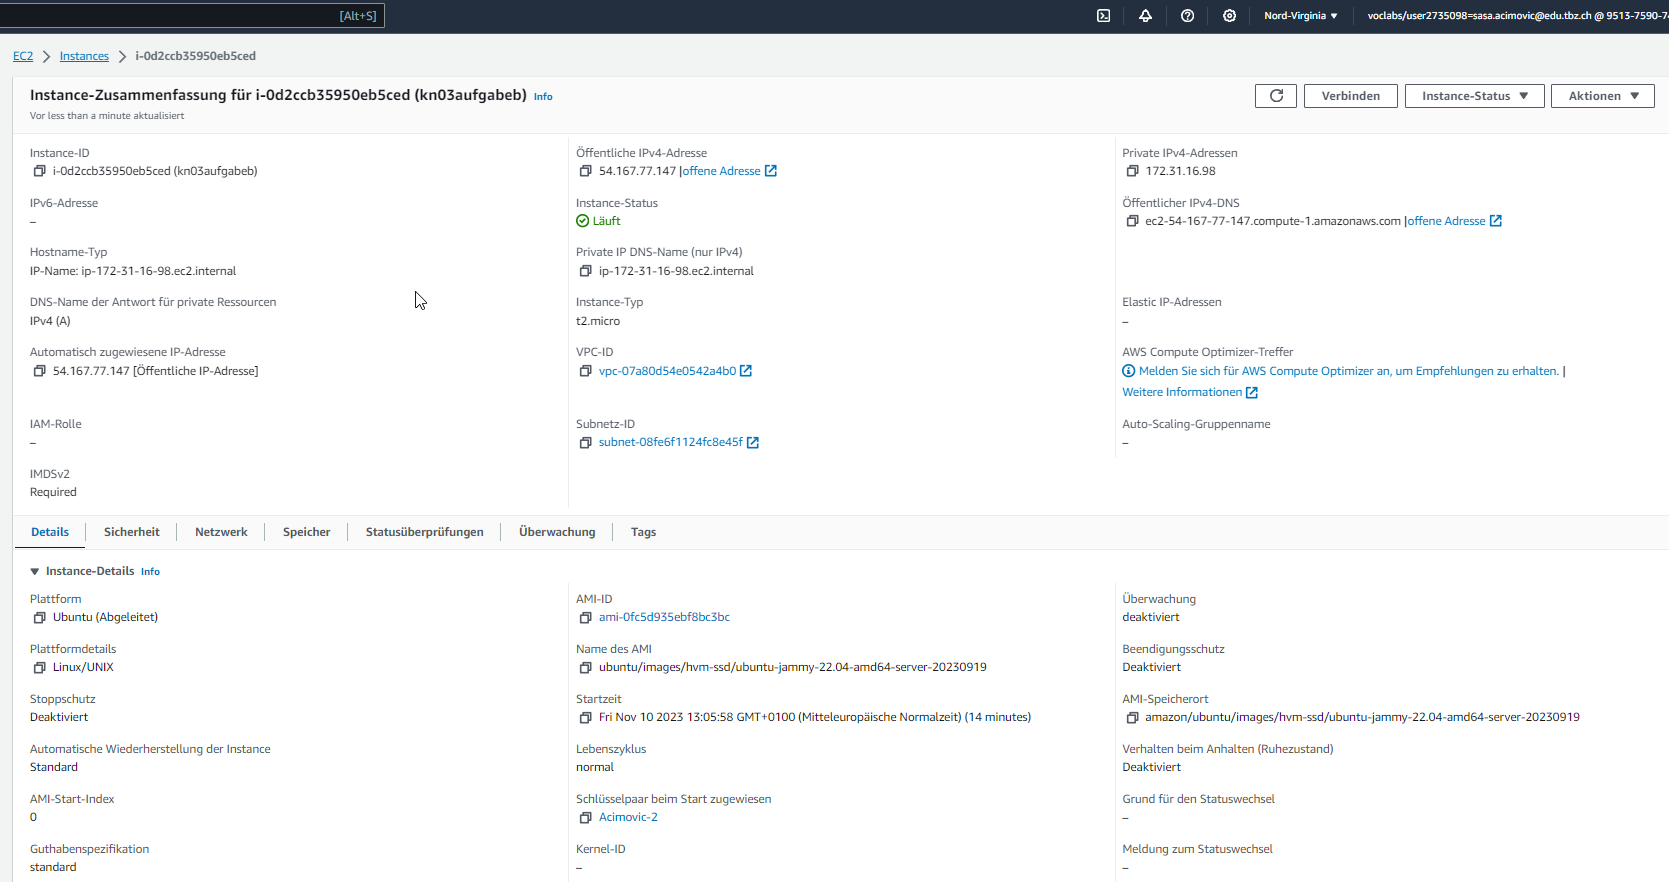 [Alt+S]
Nord-Virginia ▼
voclabs/user2735098=sasa.acimovic@edu.tbz.ch @ 9513-7590-
EC2 > Instances > i-0d2ccb35950eb5ced
Instance-Zusammenfassung für i-0d2ccb35950eb5ced (kn03aufgabeb) Info
Vor less than a minute aktualisiert
Verbinden
Instance-Status ▼
Aktionen ▼
Instance-ID
i-0d2ccb35950eb5ced (kn03aufgabeb)
Öffentliche IPv4-Adresse
54.167.77.147 |offene Adresse
Private IPv4-Adressen
172.31.16.98
IPv6-Adresse
–
Instance-Status
Läuft
Öffentlicher IPv4-DNS
ec2-54-167-77-147.compute-1.amazonaws.com |offene Adresse
Hostname-Typ
IP-Name: ip-172-31-16-98.ec2.internal
Private IP DNS-Name (nur IPv4)
ip-172-31-16-98.ec2.internal
DNS-Name der Antwort für private Ressourcen
IPv4 (A)
Instance-Typ
t2.micro
Elastic IP-Adressen
–
Automatisch zugewiesene IP-Adresse
54.167.77.147 [Öffentliche IP-Adresse]
VPC-ID
vpc-07a80d54e0542a4b0
AWS Compute Optimizer-Treffer
Melden Sie sich für AWS Compute Optimizer an, um Empfehlungen zu erhalten. |
Weitere Informationen
IAM-Rolle
–
Subnetz-ID
subnet-08fe6f1124fc8e45f
Auto-Scaling-Gruppenname
–
IMDSv2
Required
Details
Sicherheit
Netzwerk
Speicher
Statusüberprüfungen
Überwachung
Tags
▼ Instance-Details Info
Plattform
Ubuntu (Abgeleitet)
AMI-ID
ami-0fc5d935ebf8bc3bc
Überwachung
deaktiviert
Plattformdetails
Linux/UNIX
Name des AMI
ubuntu/images/hvm-ssd/ubuntu-jammy-22.04-amd64-server-20230919
Beendigungsschutz
Deaktiviert
Stoppschutz
Deaktiviert
Startzeit
Fri Nov 10 2023 13:05:58 GMT+0100 (Mitteleuropäische Normalzeit) (14 minutes)
AMI-Speicherort
amazon/ubuntu/images/hvm-ssd/ubuntu-jammy-22.04-amd64-server-20230919
Automatische Wiederherstellung der Instance
Standard
Lebenszyklus
normal
Verhalten beim Anhalten (Ruhezustand)
Deaktiviert
AMI-Start-Index
0
Schlüsselpaar beim Start zugewiesen
Acimovic-2
Grund für den Statuswechsel
–
Guthabenspezifikation
standard
Kernel-ID
–
Meldung zum Statuswechsel
–